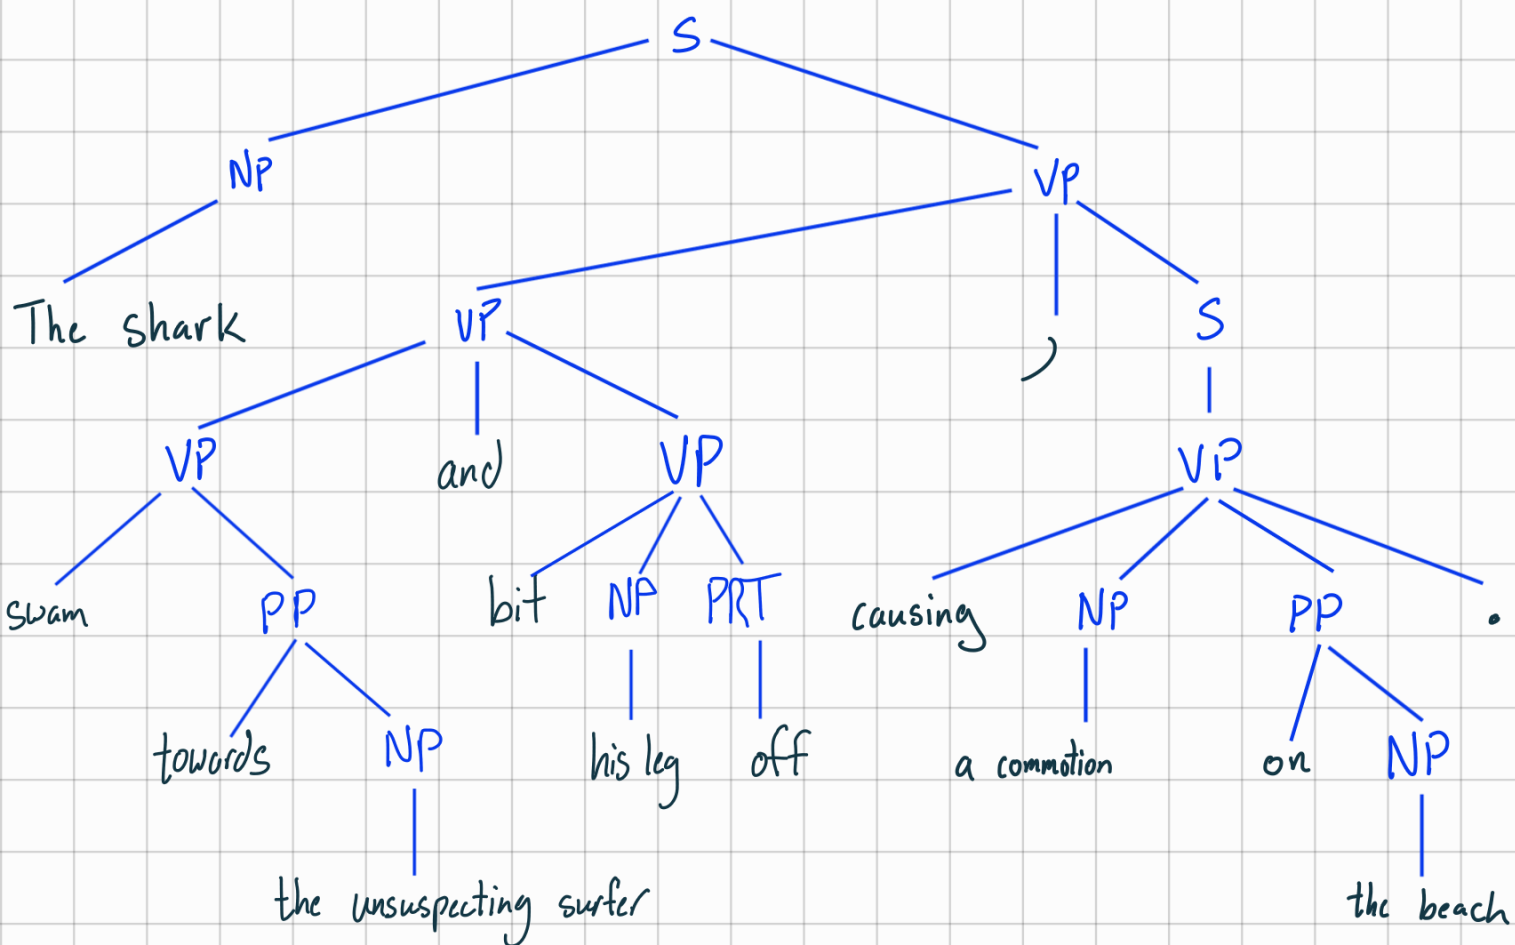 S
NP VP
The shark VP , S
VP and VP VP
swam PP bit NP PRT causing NP PP .
towards NP his leg off a commotion on NP
the unsuspecting surfer the beach